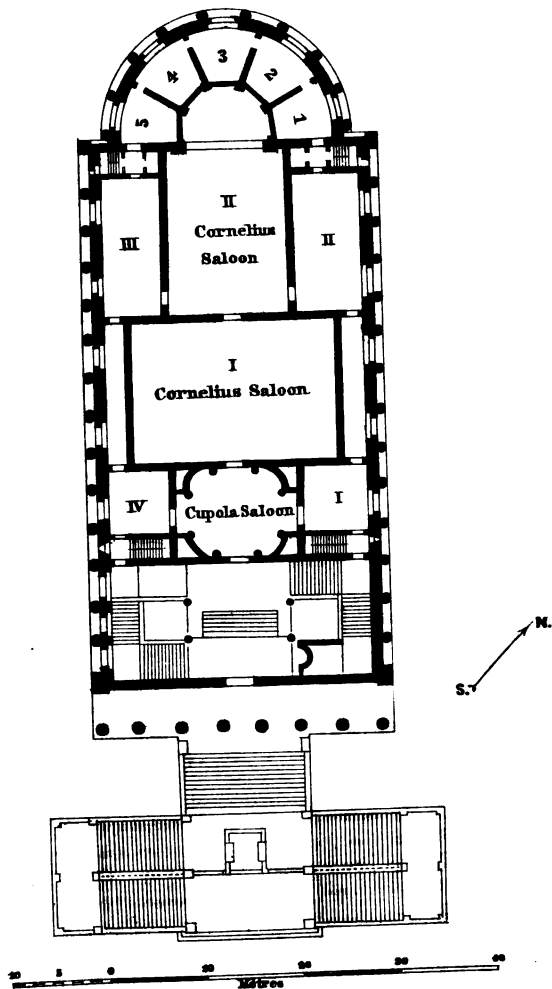 3
4
2
5
1
II
Cornelius
Saloon
III
II
I
Cornelius Saloon
IV
Cupola Saloon
I
N.
S.
10 5 0 10 20 30 40
Mètres